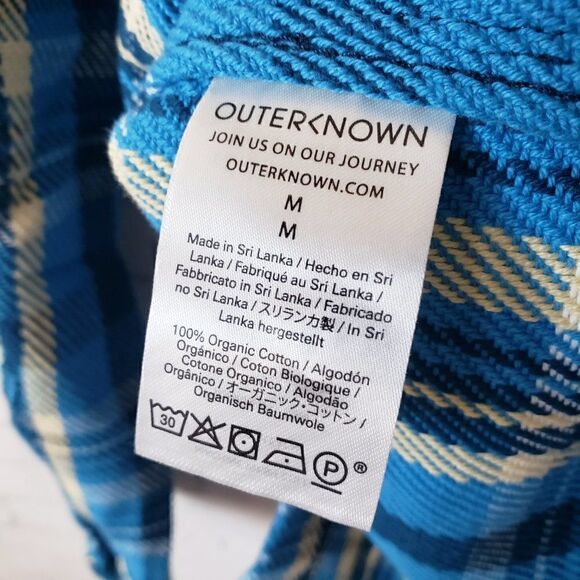 OUTERKNOWN
JOIN US ON OUR JOURNEY
OUTERKNOWN.COM
M
M
Made in Sri Lanka / Hecho en Sri
Lanka / Fabriqué au Sri Lanka /
Fabbricato in Sri Lanka / Fabricado
no Sri Lanka / スリランカ製 / In Sri
Lanka hergestellt
100% Organic Cotton / Algodón
Orgánico / Coton Biologique /
Cotone Organico / Algodão
Orgânico / オーガニック・コットン /
Organisch Baumwole
30 P ®